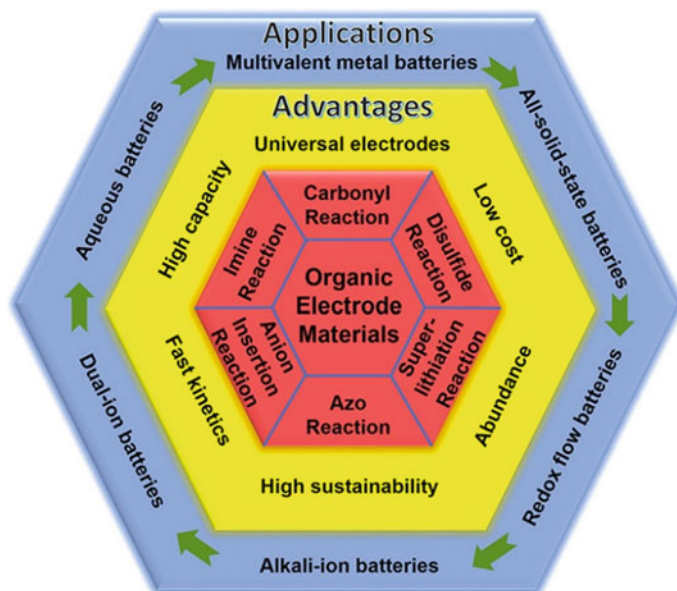 Applications
Multivalent metal batteries
All-solid-state batteries
Redox flow batteries
Alkali-ion batteries
Dual-ion batteries
Aqueous batteries
Advantages
Universal electrodes
Low cost
Abundance
High sustainability
Fast kinetics
High capacity
Carbonyl
Reaction
Disulfide
Reaction
Super-
lithiation
Reaction
Azo
Reaction
Anion
Insertion
Reaction
Imine
Reaction
Organic
Electrode
Materials